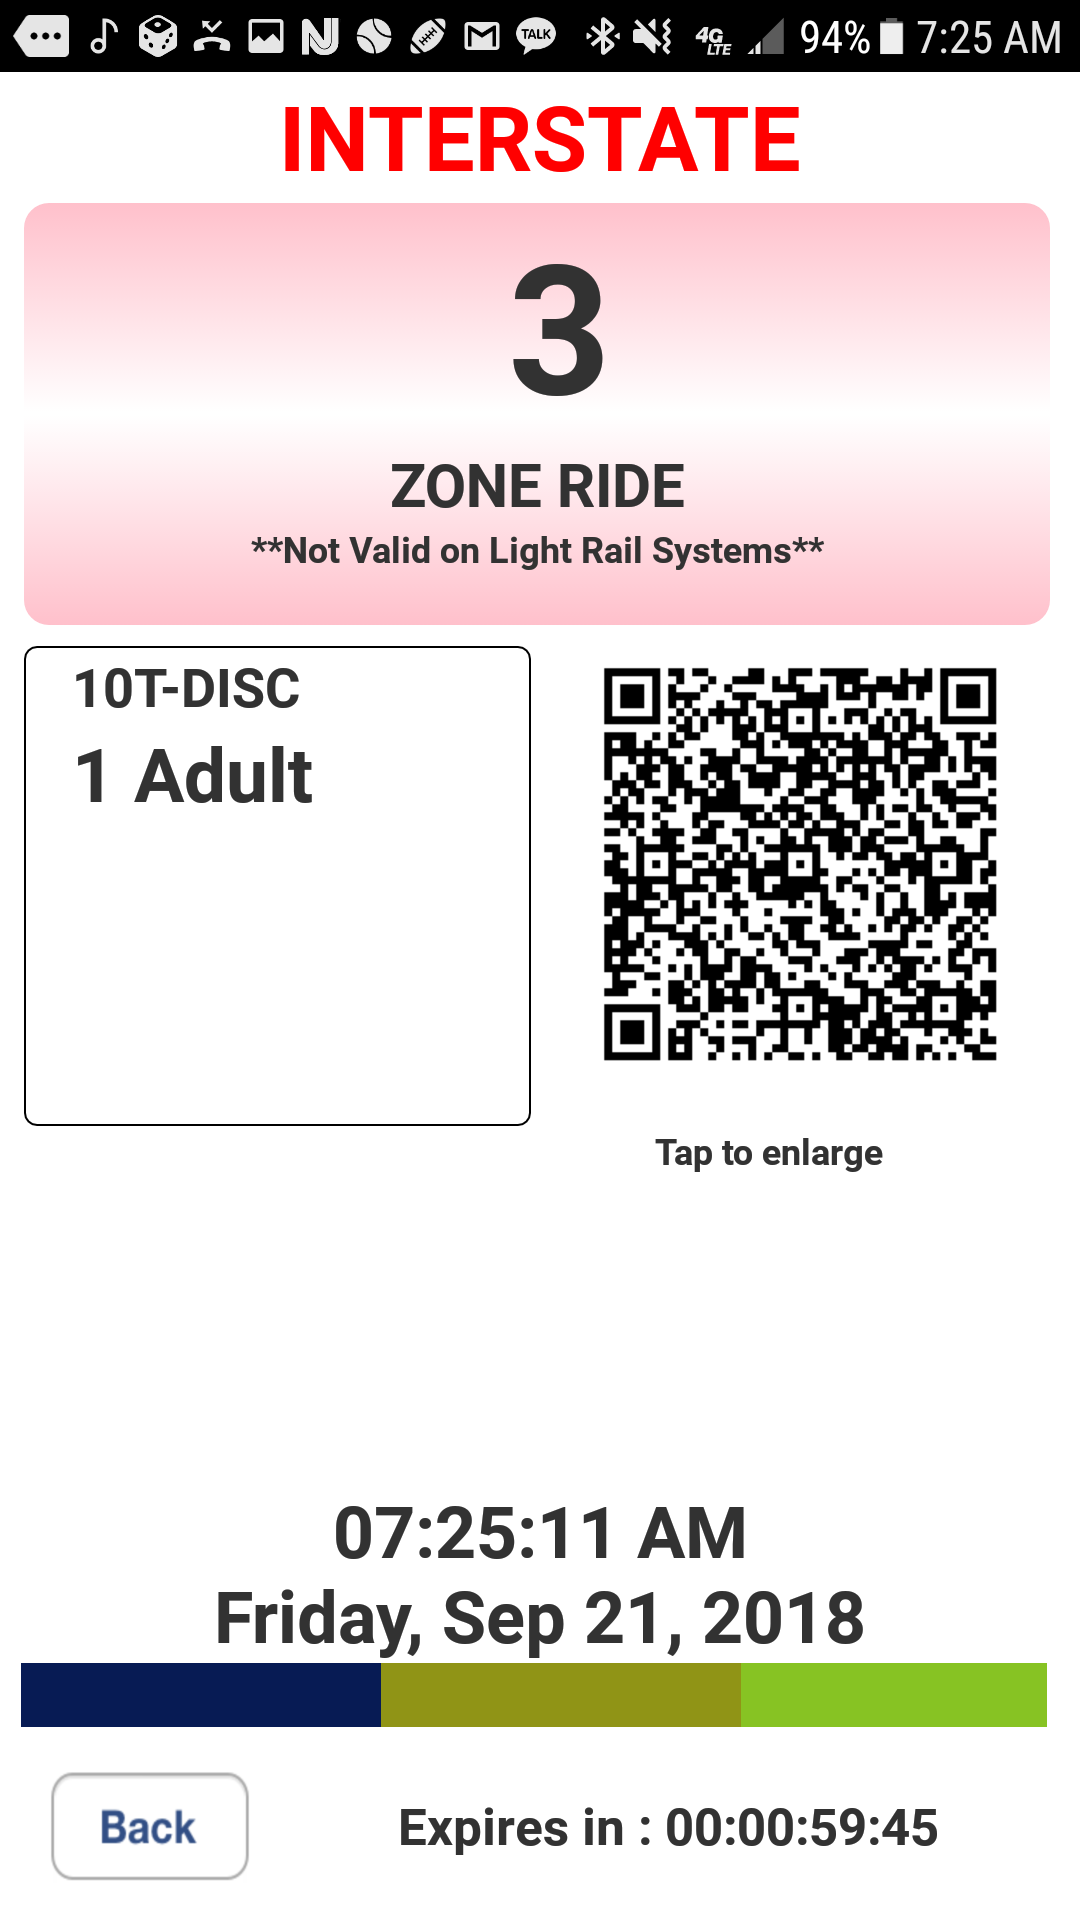 TALK 4G LTE 94% 7:25 AM
INTERSTATE
3
ZONE RIDE
**Not Valid on Light Rail Systems**
10T-DISC
1 Adult
Tap to enlarge
07:25:11 AM
Friday, Sep 21, 2018
Back
Expires in : 00:00:59:45